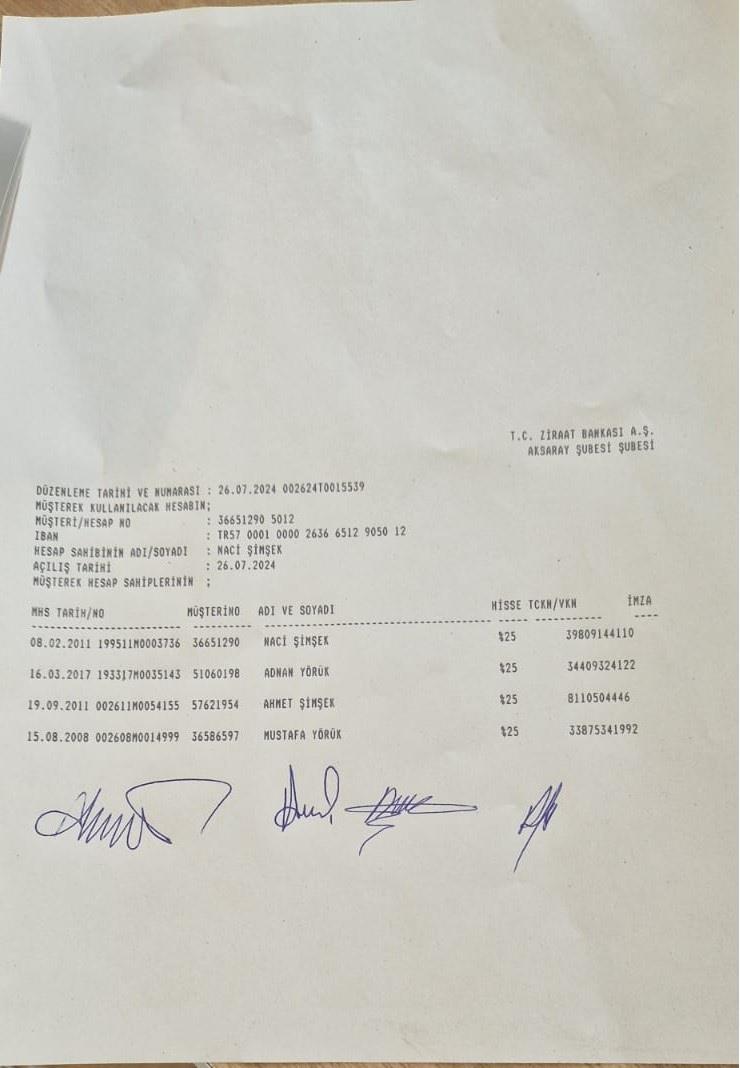 T.C. ZİRAAT BANKASI A.Ş.
AKSARAY ŞUBESİ ŞUBESİ
DÜZENLEME TARİHİ VE NUMARASI : 26.07.2024 002624T0015539
MÜŞTEREK KULLANILACAK HESABIN;
MÜŞTERİ/HESAP NO : 36651290 5012
IBAN : TR57 0001 0000 2636 6512 9050 12
HESAP SAHİBİNİN ADI/SOYADI : NACİ ŞİMŞEK
AÇILIŞ TARİHİ : 26.07.2024
MÜŞTEREK HESAP SAHİPLERİNİN ;
MHS TARİH/NO MÜŞTERINO ADI VE SOYADI HİSSE TCKN/VKN İMZA
08.02.2011 199511M0003736 36651290 NACİ ŞİMŞEK %25 39809144110
16.03.2017 193317M0035143 51060198 ADNAN YÖRÜK %25 34409324122
19.09.2011 002611M0054155 57621954 AHMET ŞİMŞEK %25 8110504446
15.08.2008 002608M0014999 36586597 MUSTAFA YÖRÜK %25 33875341992